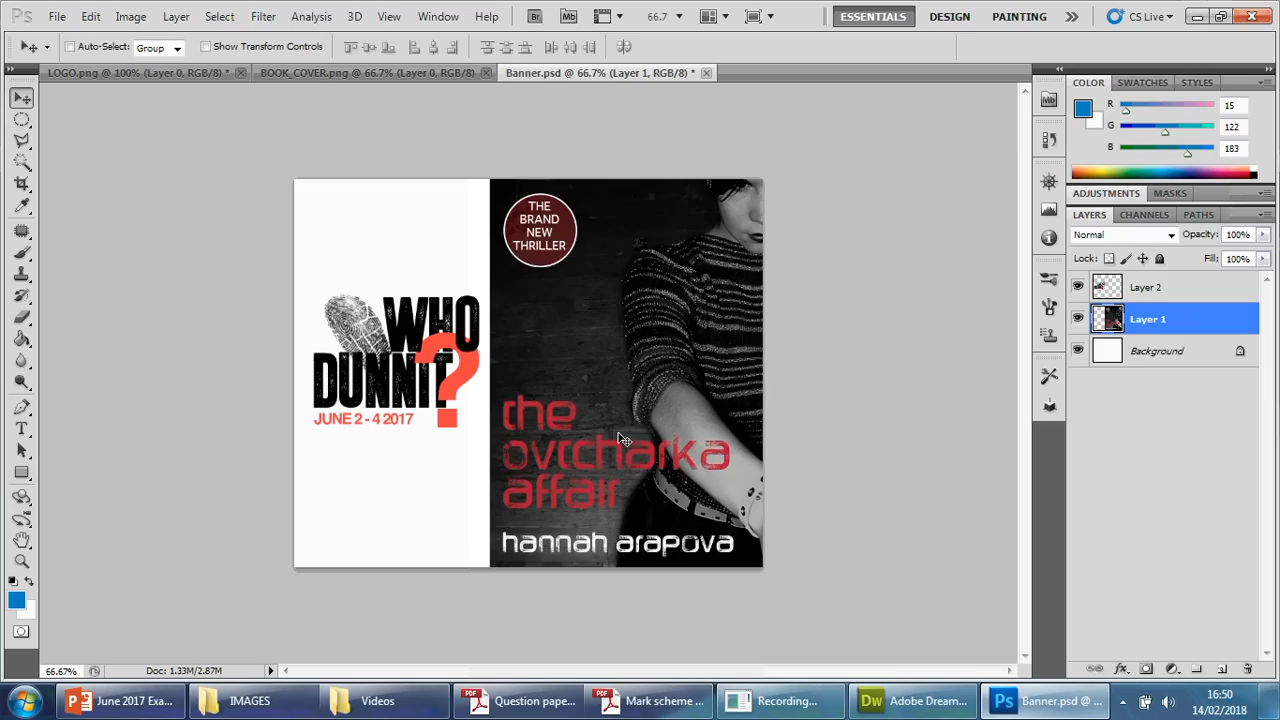 Ps File Edit Image Layer Select Filter Analysis 3D View Window Help Br Mb 66.7 ESSENTIALS DESIGN PAINTING CS Live
Auto-Select: Group Show Transform Controls
LOGO.png @ 100% (Layer 0, RGB/8) * BOOK_COVER.png @ 66.7% (Layer 0, RGB/8) Banner.psd @ 66.7% (Layer 1, RGB/8) *
COLOR SWATCHES STYLES
R 15
G 122
B 183
ADJUSTMENTS MASKS
LAYERS CHANNELS PATHS
Normal Opacity: 100%
Lock: Fill: 100%
Layer 2
Layer 1
Background
Mb
WHO
DUNNIT?
JUNE 2 - 4 2017
THE
BRAND
NEW
THRILLER
the
ovtcharka
affair
hannah arapova
66.67% Doc: 1.33M/2.87M
June 2017 Exa... IMAGES Videos Question pape... Mark scheme ... Recording... Adobe Dream... Banner.psd @ ...
16:50
14/02/2018